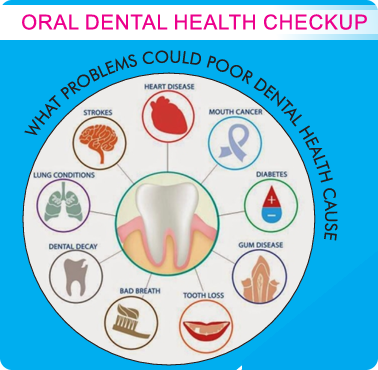 ORAL DENTAL HEALTH CHECKUP
WHAT PROBLEMS COULD POOR DENTAL HEALTH CAUSE
HEART DISEASE
MOUTH CANCER
DIABETES
GUM DISEASE
TOOTH LOSS
BAD BREATH
DENTAL DECAY
LUNG CONDITIONS
STROKES